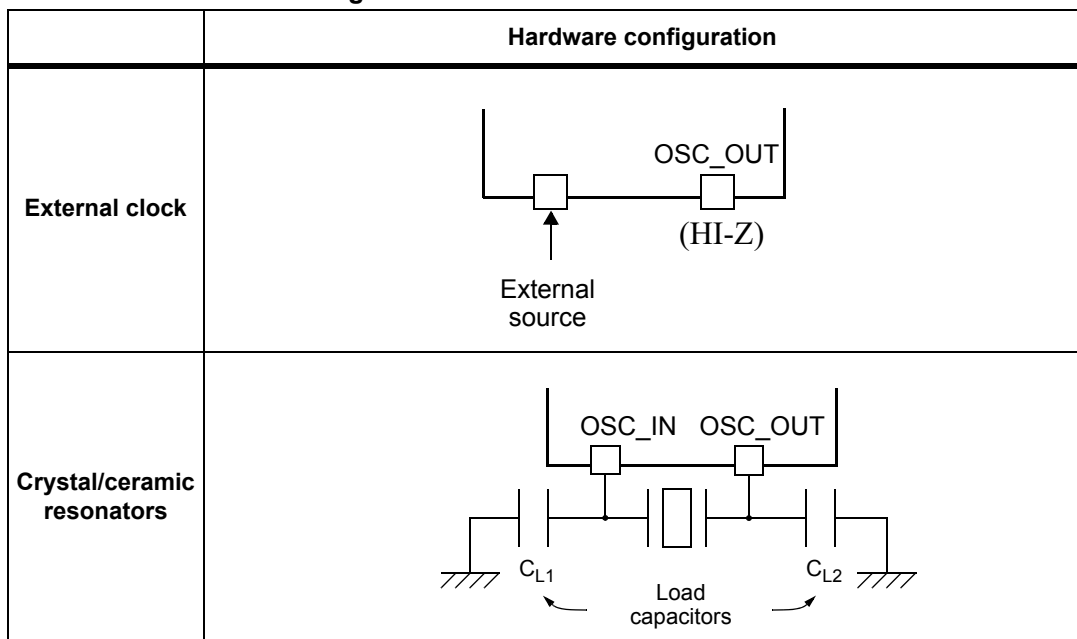 Hardware configuration
OSC_OUT
External clock
(HI-Z)
External
source
OSC_IN OSC_OUT
Crystal/ceramic
resonators
CL1
CL2
Load
capacitors